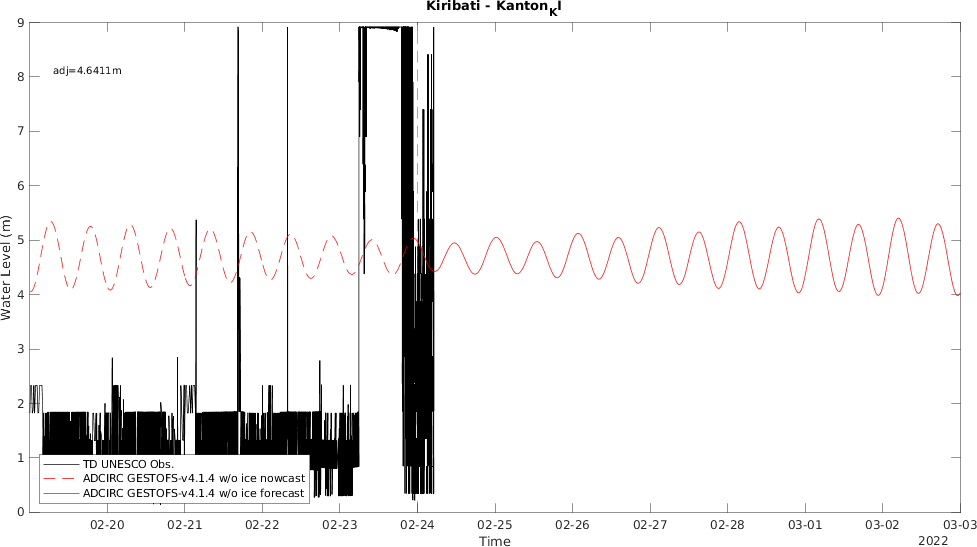 Kiribati - Kanton_KI
9
adj=4.6411m
8
7
6
5
4
3
2
1
0
Water Level (m)
TD UNESCO Obs.
ADCIRC GESTOFS-v4.1.4 w/o ice nowcast
ADCIRC GESTOFS-v4.1.4 w/o ice forecast
02-20 02-21 02-22 02-23 02-24 02-25 02-26 02-27 02-28 03-01 03-02 03-03
Time
2022